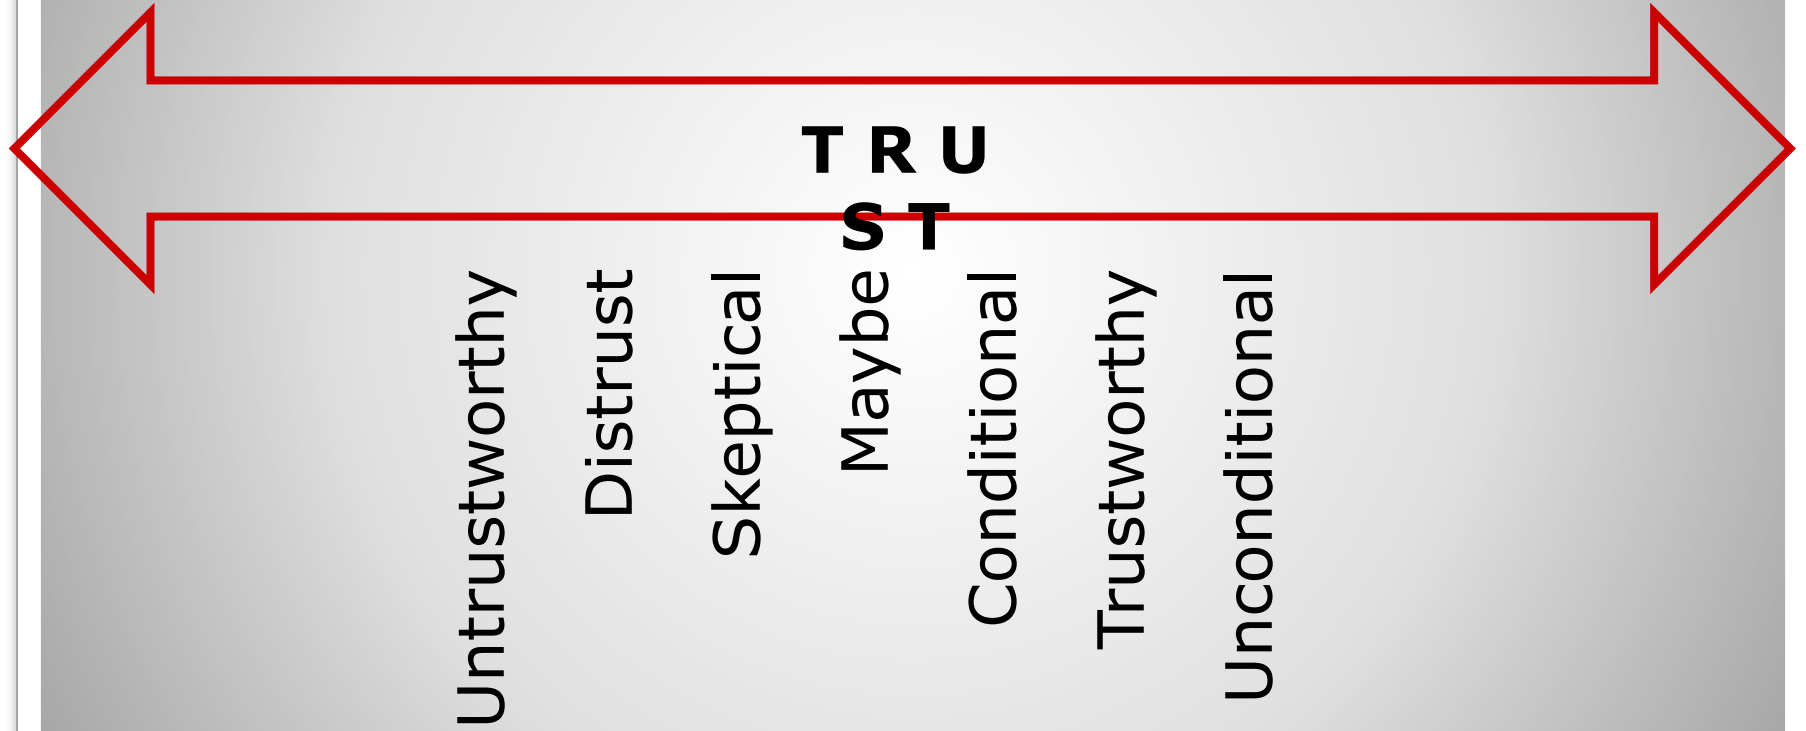 T R U
S T
Untrustworthy
Distrust
Skeptical
Maybe
Conditional
Trustworthy
Unconditional